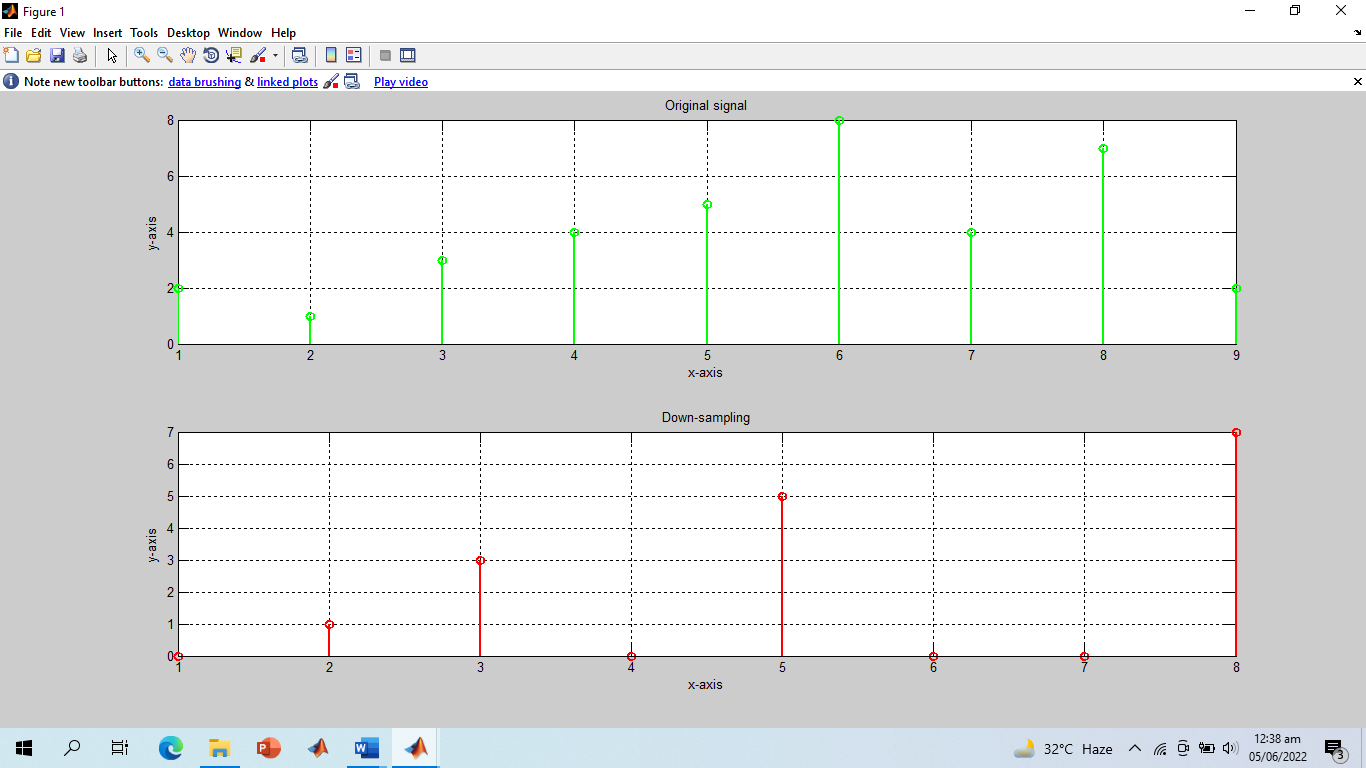 Figure 1
File Edit View Insert Tools Desktop Window Help
Note new toolbar buttons: data brushing & linked plots Play video
Original signal
8
6
4
2
0
y-axis
1 2 3 4 5 6 7 8 9
x-axis
Down-sampling
7
6
5
4
3
2
1
0
y-axis
1 2 3 4 5 6 7 8
x-axis
32°C Haze
12:38 am
05/06/2022
3